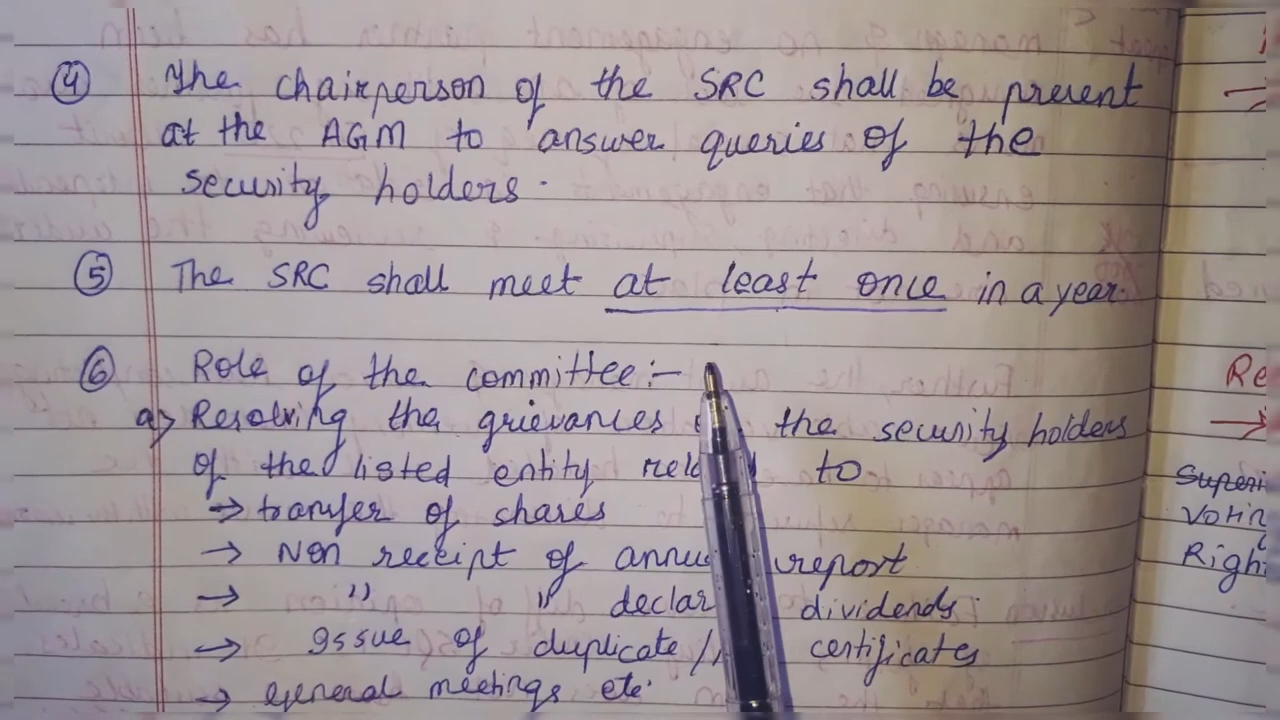 ④ The chairperson of the SRC shall be present
at the AGM to answer queries of the
security holders.
⑤ The SRC shall meet at least once in a year.
⑥ Role of the committee:-
a> Resolving the grievances the security holders
of the listed entity to
→ transfer of shares
→ Non receipt of report
→ " " dividends
→ Issue of duplicate / certificates
→ general meetings etc.
Re
→
Voting